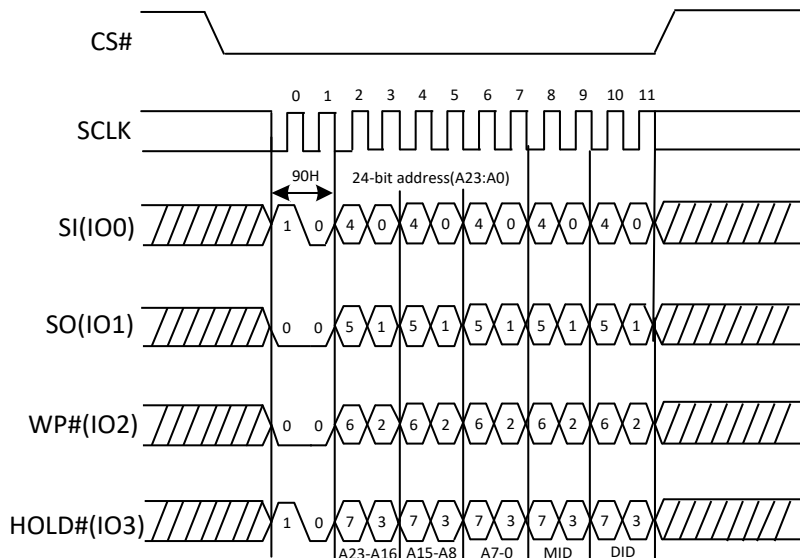 CS#
0 1 2 3 4 5 6 7 8 9 10 11
SCLK
90H 24-bit address(A23:A0)
SI(IO0) 1 0 4 0 4 0 4 0 4 0 4 0
SO(IO1) 0 0 5 1 5 1 5 1 5 1 5 1
WP#(IO2) 0 0 6 2 6 2 6 2 6 2 6 2
HOLD#(IO3) 1 0 7 3 7 3 7 3 7 3 7 3
A23-A16 A15-A8 A7-0 MID DID